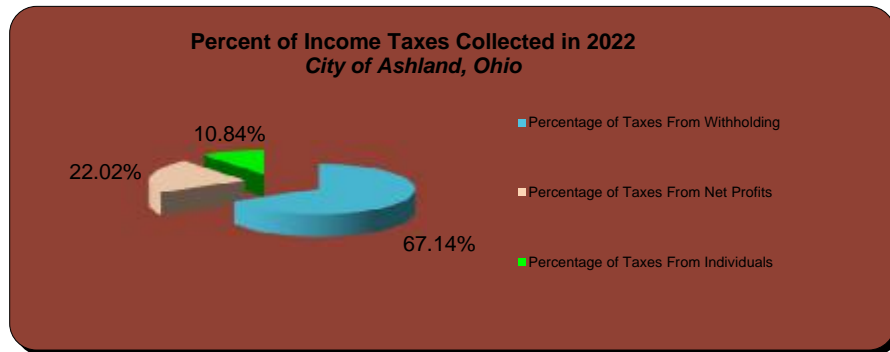 Percent of Income Taxes Collected in 2022
City of Ashland, Ohio
10.84%
22.02%
67.14%
Percentage of Taxes From Withholding
Percentage of Taxes From Net Profits
Percentage of Taxes From Individuals